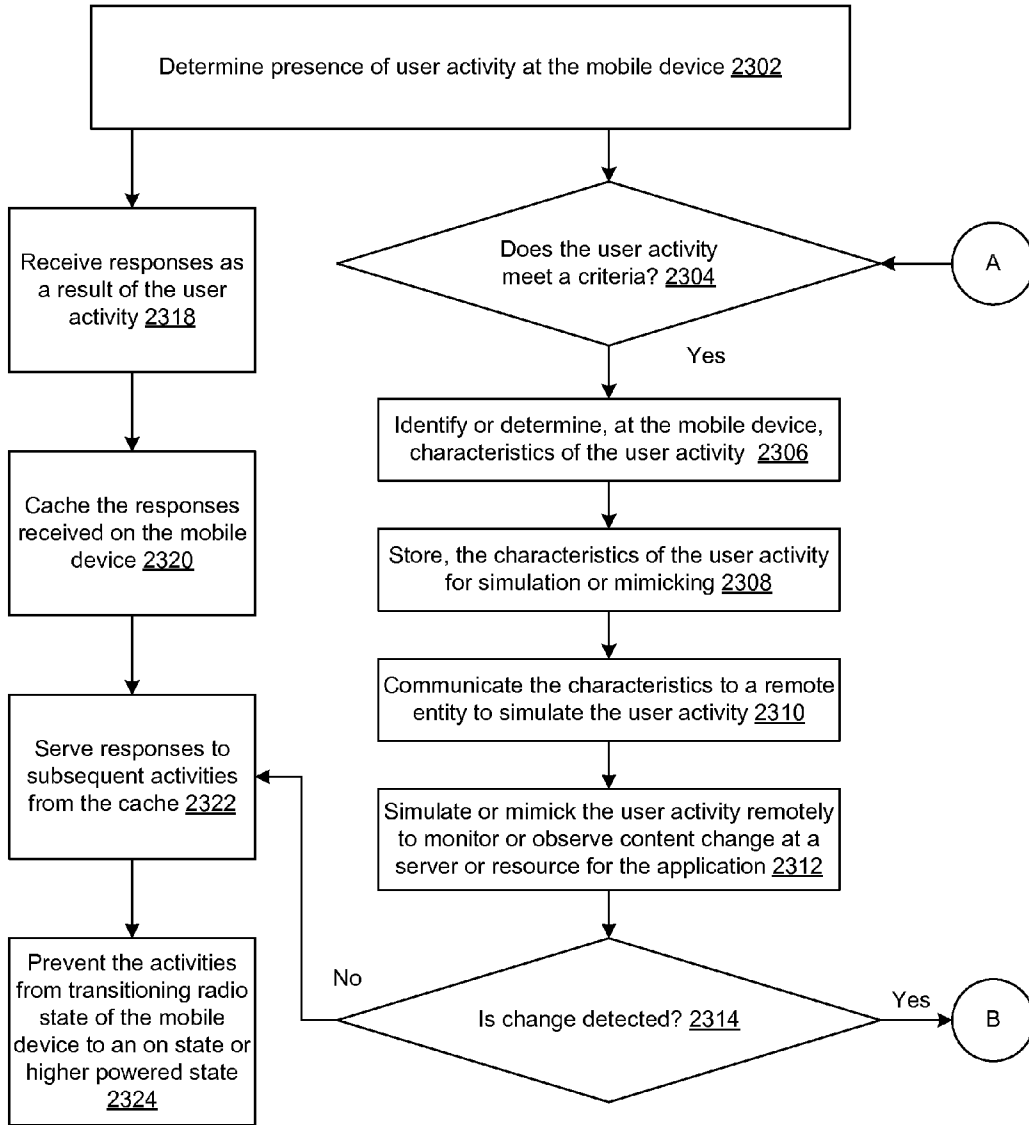 Determine presence of user activity at the mobile device 2302
Receive responses as
a result of the user
activity 2318
Cache the responses
received on the mobile
device 2320
Serve responses to
subsequent activities
from the cache 2322
Prevent the activities
from transitioning radio
state of the mobile
device to an on state or
higher powered state
2324
Does the user activity
meet a criteria? 2304
A
Yes
Identify or determine, at the mobile device,
characteristics of the user activity 2306
Store, the characteristics of the user activity
for simulation or mimicking 2308
Communicate the characteristics to a remote
entity to simulate the user activity 2310
Simulate or mimick the user activity remotely
to monitor or observe content change at a
server or resource for the application 2312
No
Is change detected? 2314
Yes
B